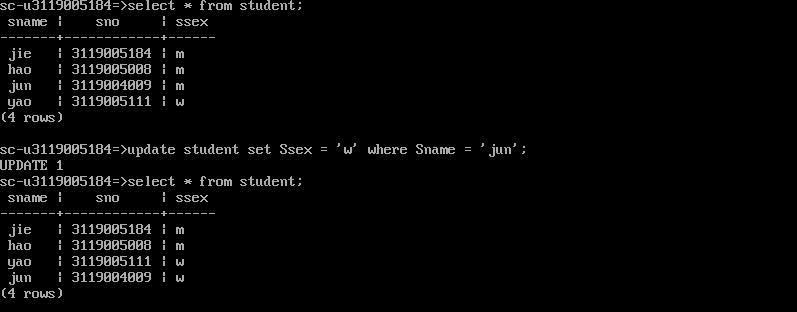 sc-u3119005184=>select * from student;
 sname |    sno     | ssex
-------+------------+------
 jie   | 3119005184 | m
 hao   | 3119005008 | m
 jun   | 3119004009 | m
 yao   | 3119005111 | w
(4 rows)

sc-u3119005184=>update student set Ssex = 'w' where Sname = 'jun';
UPDATE 1
sc-u3119005184=>select * from student;
 sname |    sno     | ssex
-------+------------+------
 jie   | 3119005184 | m
 hao   | 3119005008 | m
 yao   | 3119005111 | w
 jun   | 3119004009 | w
(4 rows)